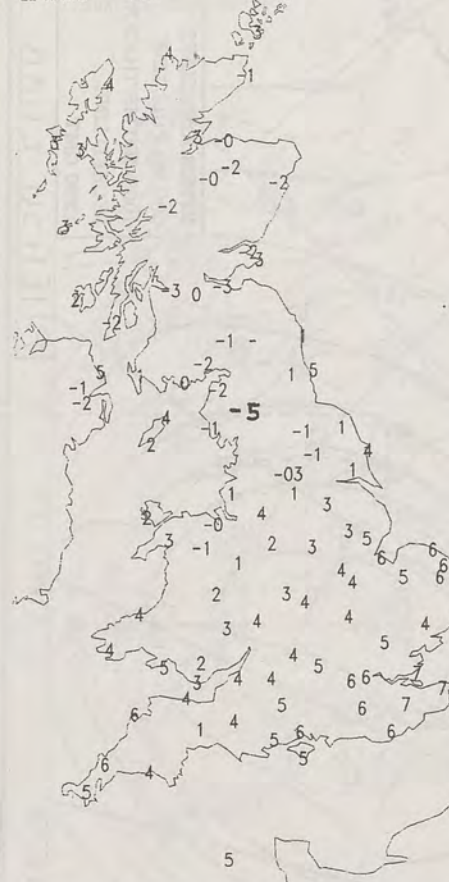 4
4 -1
3 3 -0
-0 -2 -2
3 -2
-2
3
2 -3 0 -3
-2
-1 -
5 -2 1 5
-1 0 -2
-2 4 -5
2 -1 -1 1
-1 4
-03 1
1 1
2 4 3
-0 3 5
3 -1 2 3 6 6
1 4 4 5 6
2 3 4
4 3 4 4 4
4 5 2 4 5 5
3 4 4 6 6 7
4 5 6 7 7
6 1 4 5 6 6
6 4 5
5
5